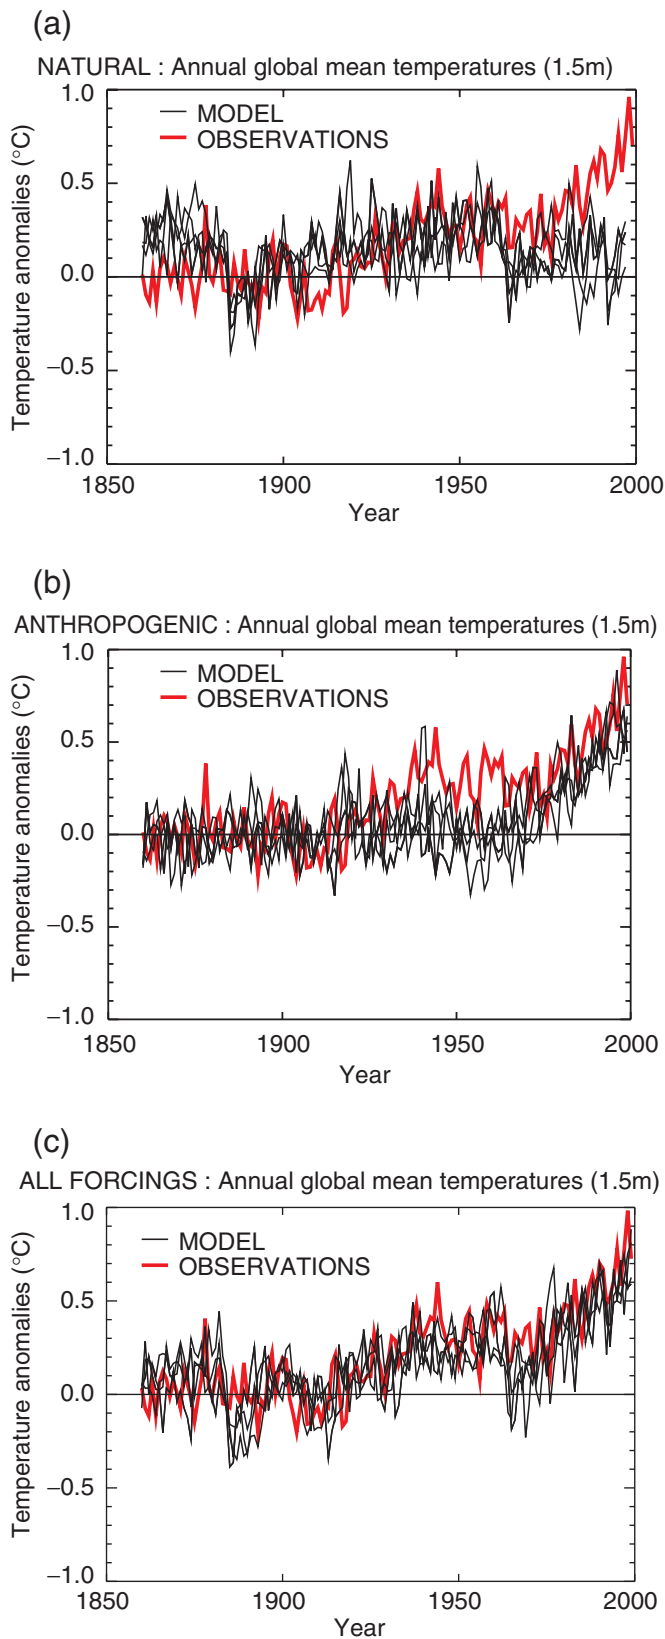 (a)
NATURAL : Annual global mean temperatures (1.5m)
1.0
MODEL
OBSERVATIONS
0.5
0.0
−0.5
−1.0
Temperature anomalies (°C)
1850 1900 1950 2000
Year
(b)
ANTHROPOGENIC : Annual global mean temperatures (1.5m)
1.0
MODEL
OBSERVATIONS
0.5
0.0
−0.5
−1.0
Temperature anomalies (°C)
1850 1900 1950 2000
Year
(c)
ALL FORCINGS : Annual global mean temperatures (1.5m)
1.0
MODEL
OBSERVATIONS
0.5
0.0
−0.5
−1.0
Temperature anomalies (°C)
1850 1900 1950 2000
Year